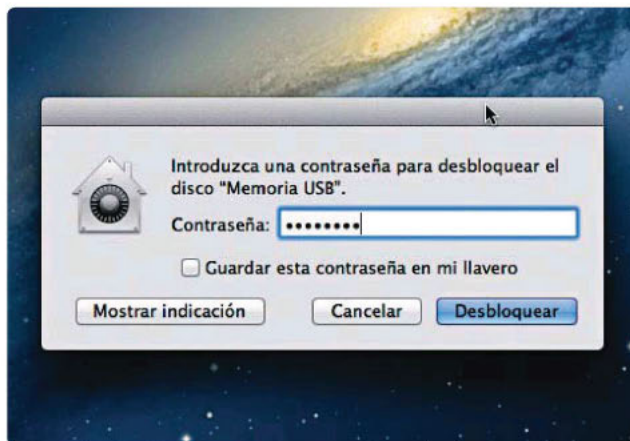 Introduzca una contraseña para desbloquear el
disco “Memoria USB”.
Contraseña: ••••••••
Guardar esta contraseña en mi llavero
Mostrar indicación Cancelar Desbloquear